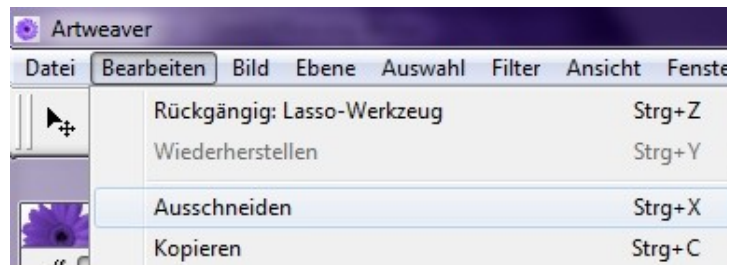 Artweaver
Datei Bearbeiten Bild Ebene Auswahl Filter Ansicht
Rückgängig: Lasso-Werkzeug Strg+Z
Wiederherstellen Strg+Y
Ausschneiden Strg+X
Kopieren Strg+C